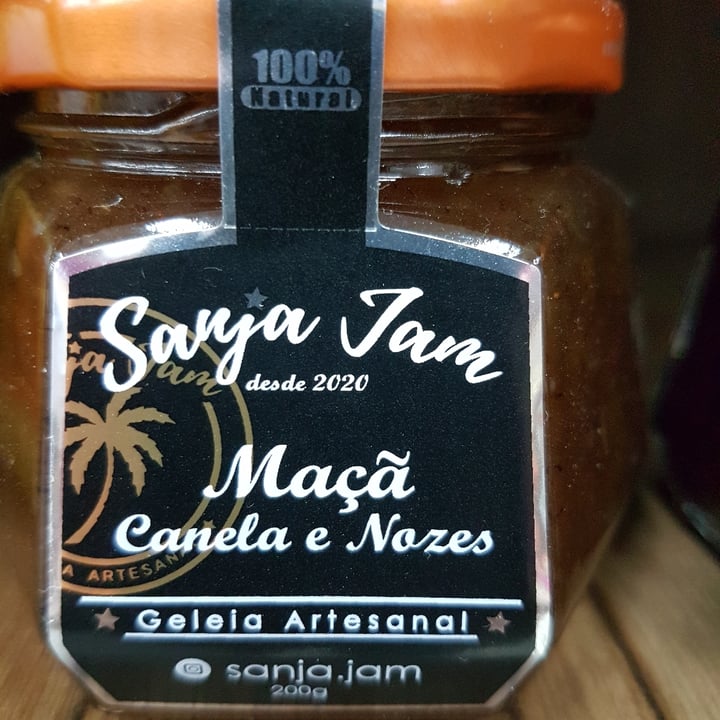 100%
Natural
Sanja Jam
desde 2020
Maçã
Canela e Nozes
Geleia Artesanal
sanja.jam
200g